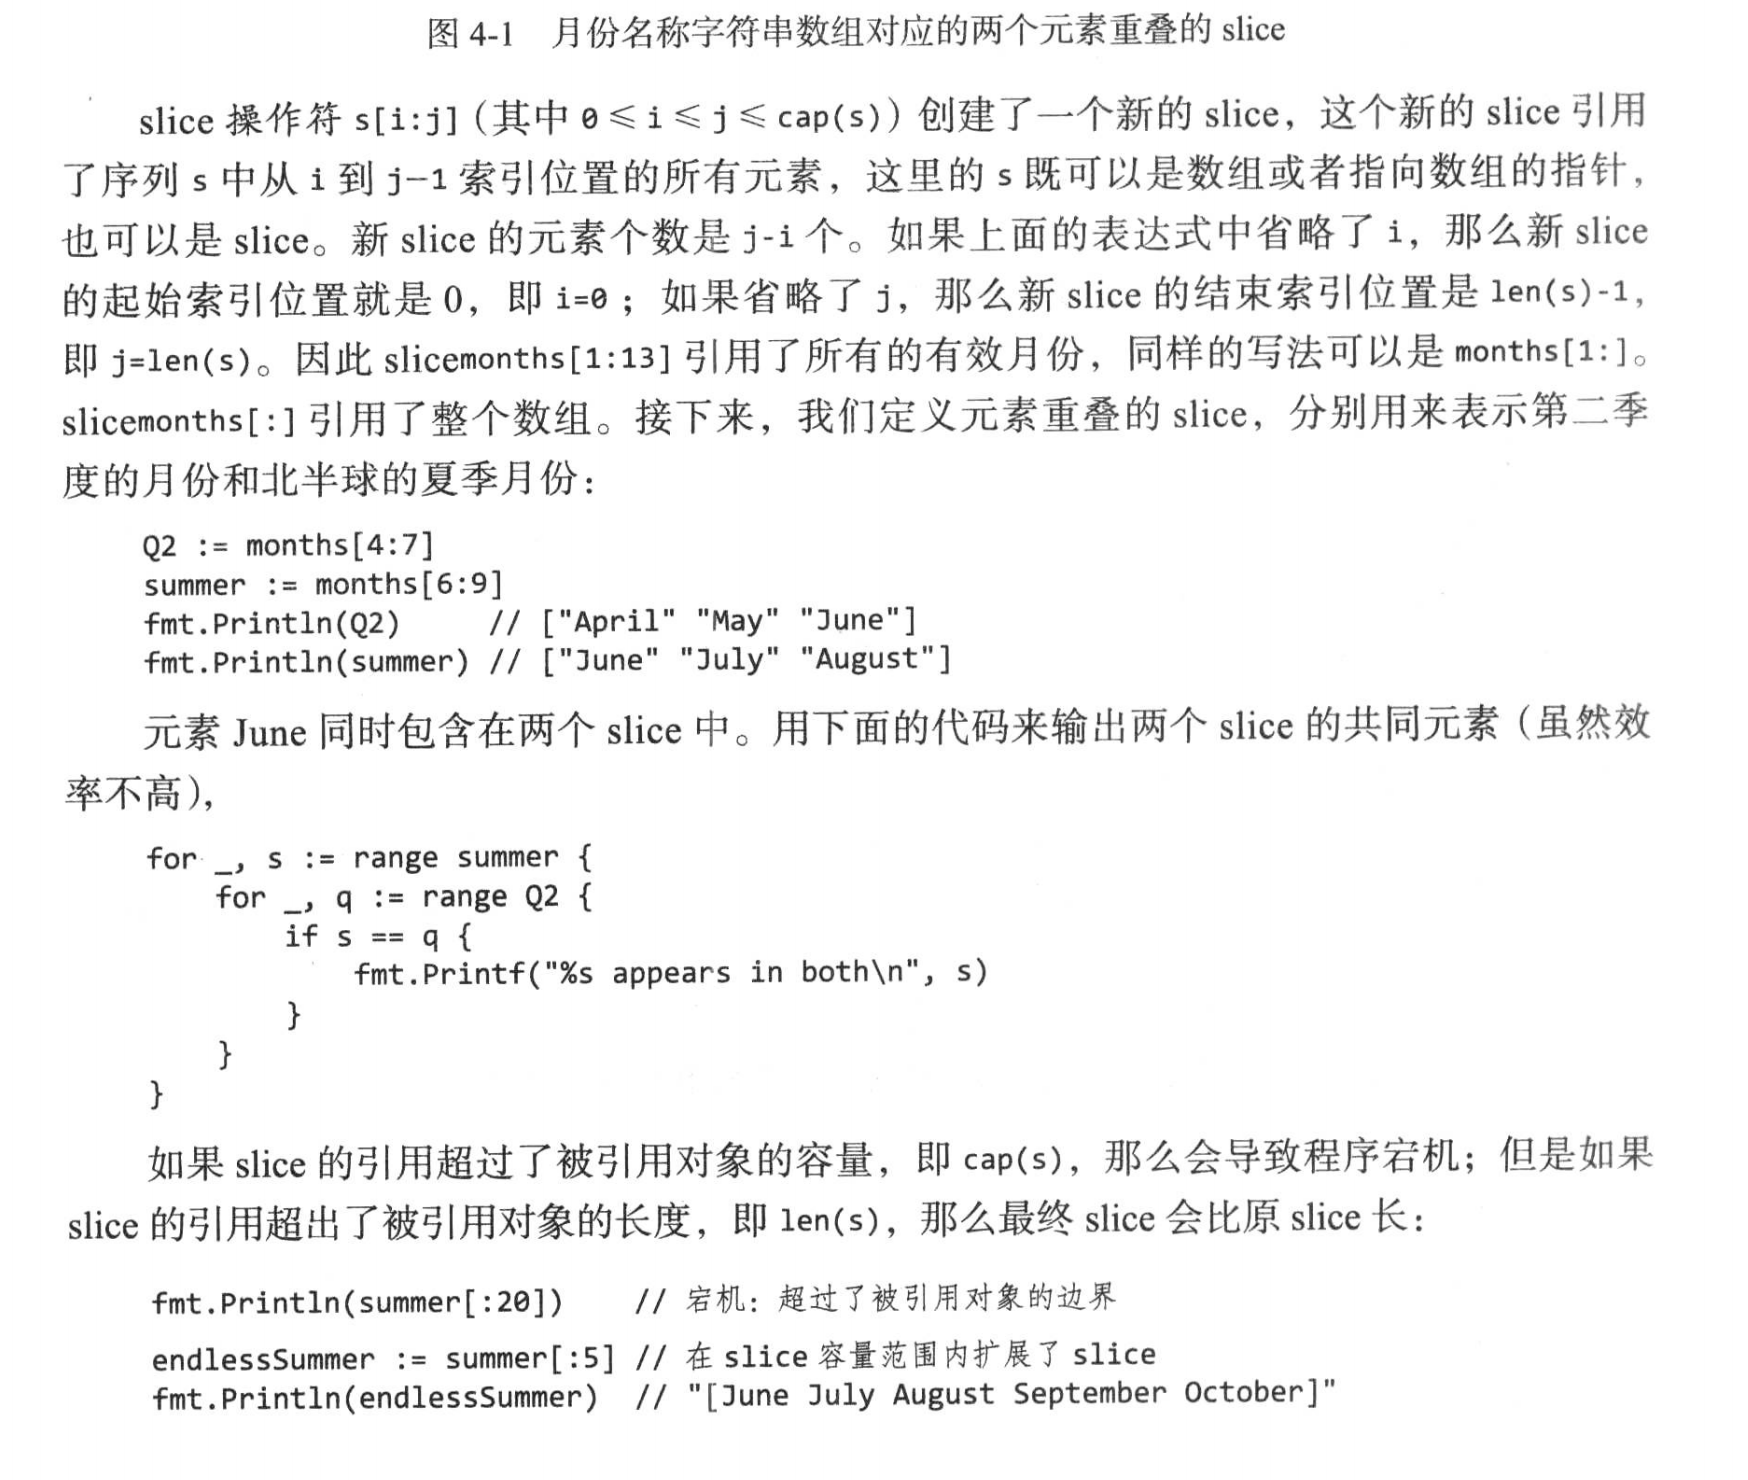 图 4-1 月份名称字符串数组对应的两个元素重叠的 slice
slice 操作符 s[i:j](其中 0 ≤ i ≤ j ≤ cap(s))创建了一个新的 slice，这个新的 slice 引用
了序列 s 中从 i 到 j-1 索引位置的所有元素，这里的 s 既可以是数组或者指向数组的指针，
也可以是 slice。新 slice 的元素个数是 j-i 个。如果上面的表达式中省略了 i，那么新 slice
的起始索引位置就是 0，即 i=0；如果省略了 j，那么新 slice 的结束索引位置是 len(s)-1，
即 j=len(s)。因此 slicemonths[1:13] 引用了所有的有效月份，同样的写法可以是 months[1:]。
slicemonths[:] 引用了整个数组。接下来，我们定义元素重叠的 slice，分别用来表示第二季
度的月份和北半球的夏季月份：
Q2 := months[4:7]
summer := months[6:9]
fmt.Println(Q2)     // ["April" "May" "June"]
fmt.Println(summer) // ["June" "July" "August"]
元素 June 同时包含在两个 slice 中。用下面的代码来输出两个 slice 的共同元素（虽然效
率不高），
for _, s := range summer {
    for _, q := range Q2 {
        if s == q {
            fmt.Printf("%s appears in both\n", s)
        }
    }
}
如果 slice 的引用超过了被引用对象的容量，即 cap(s)，那么会导致程序宕机；但是如果
slice 的引用超出了被引用对象的长度，即 len(s)，那么最终 slice 会比原 slice 长：
fmt.Println(summer[:20])    // 宕机：超过了被引用对象的边界
endlessSummer := summer[:5] // 在 slice 容量范围内扩展了 slice
fmt.Println(endlessSummer)  // "[June July August September October]"